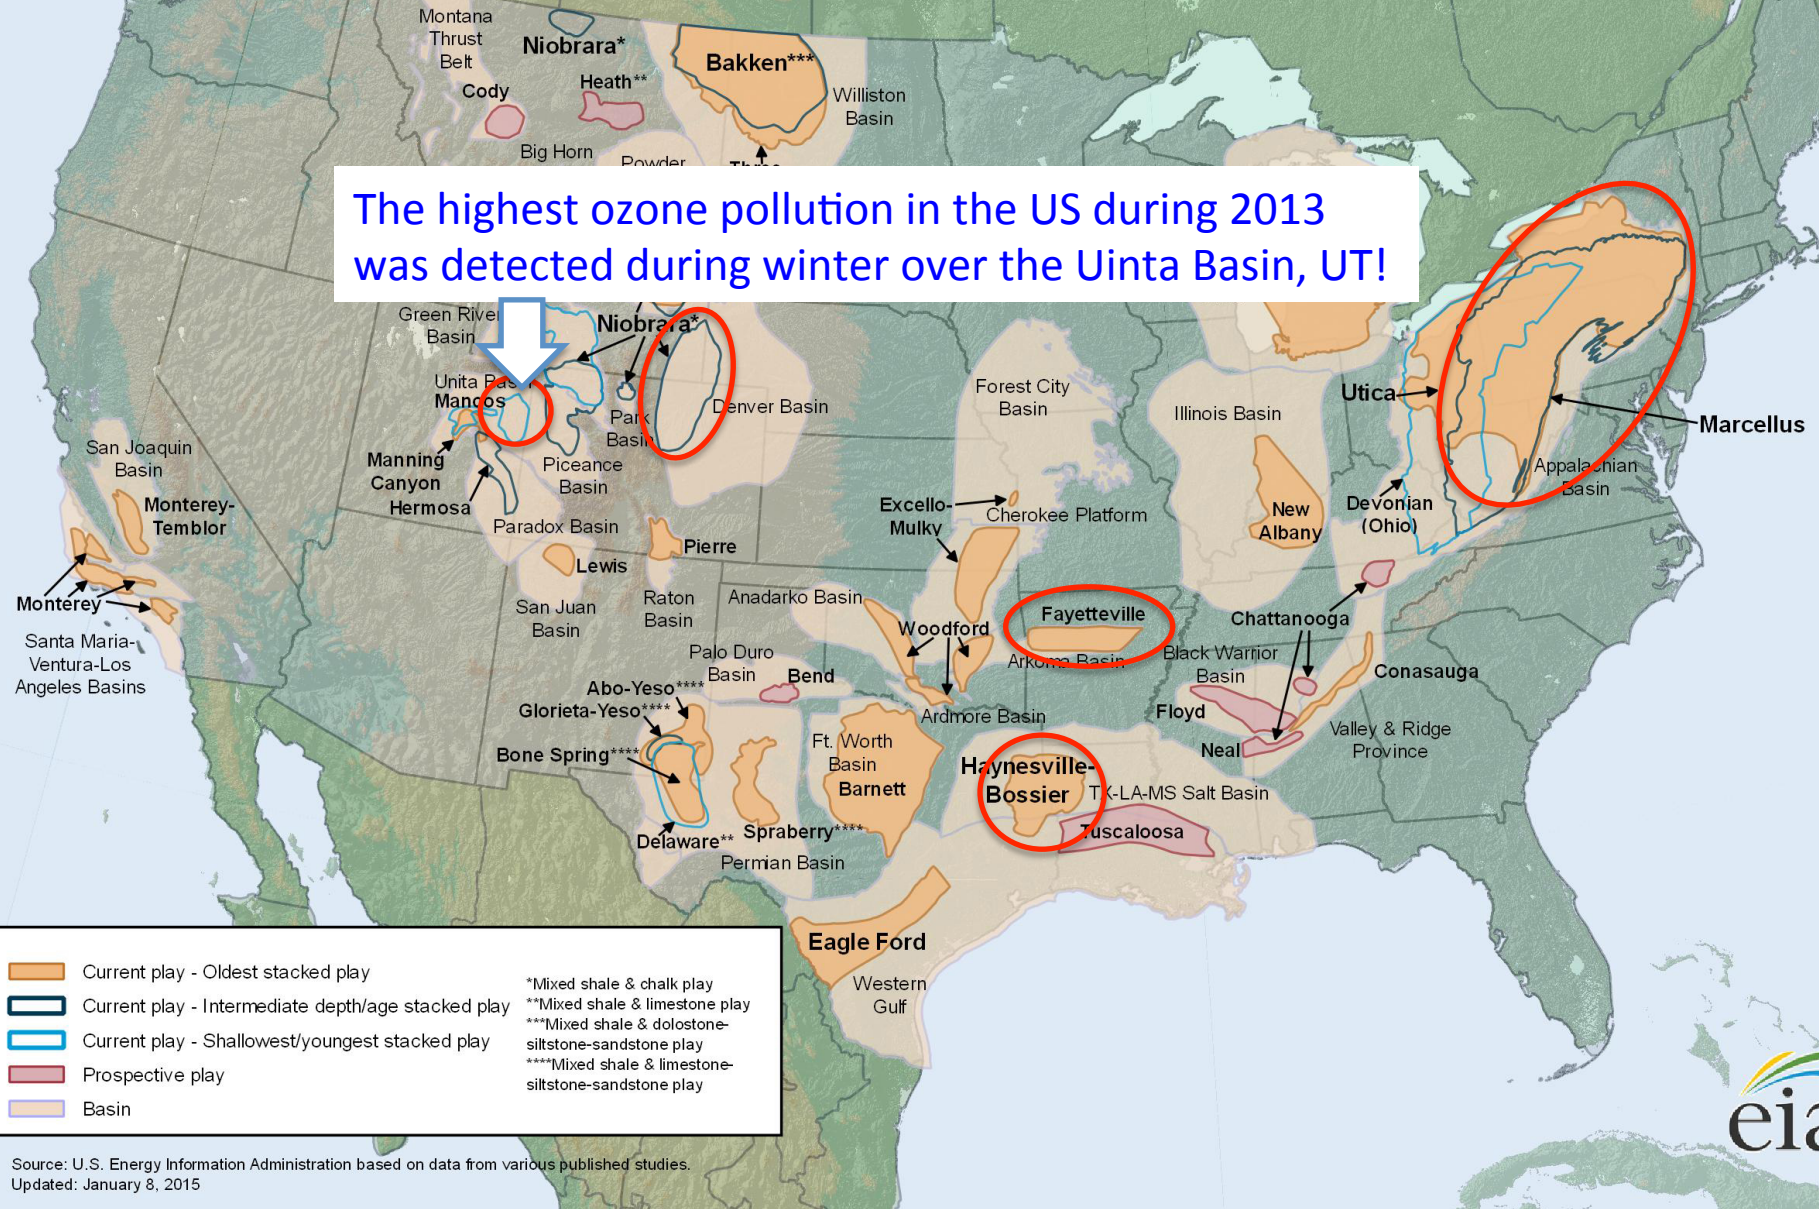 Montana
Thrust
Belt
Niobrara*
Bakken***
Heath**
Cody
Williston
Basin
Big Horn
Powder
The highest ozone pollution in the US during 2013
was detected during winter over the Uinta Basin, UT!
Green River
Basin
Niobrara*
Unita Basin
Mancos
Park
Basin
Denver Basin
Forest City
Basin
Illinois Basin
Utica
Marcellus
San Joaquin
Basin
Manning
Canyon
Hermosa
Piceance
Basin
Appalachian
Basin
Monterey-
Temblor
Paradox Basin
Excello-
Mulky
Cherokee Platform
New
Albany
Devonian
(Ohio)
Pierre
Lewis
Monterey
San Juan
Basin
Raton
Basin
Anadarko Basin
Woodford
Fayetteville
Arkoma Basin
Chattanooga
Santa Maria-
Ventura-Los
Angeles Basins
Palo Duro
Basin
Bend
Black Warrior
Basin
Conasauga
Abo-Yeso****
Glorieta-Yeso****
Bone Spring****
Ardmore Basin
Floyd
Neal
Valley & Ridge
Province
Ft. Worth
Basin
Barnett
Haynesville-
Bossier
TX-LA-MS Salt Basin
Tuscaloosa
Delaware**
Spraberry****
Permian Basin
Eagle Ford
Western
Gulf
Current play - Oldest stacked play
Current play - Intermediate depth/age stacked play
Current play - Shallowest/youngest stacked play
Prospective play
Basin
*Mixed shale & chalk play
**Mixed shale & limestone play
***Mixed shale & dolostone-
siltstone-sandstone play
****Mixed shale & limestone-
siltstone-sandstone play
eia
Source: U.S. Energy Information Administration based on data from various published studies.
Updated: January 8, 2015